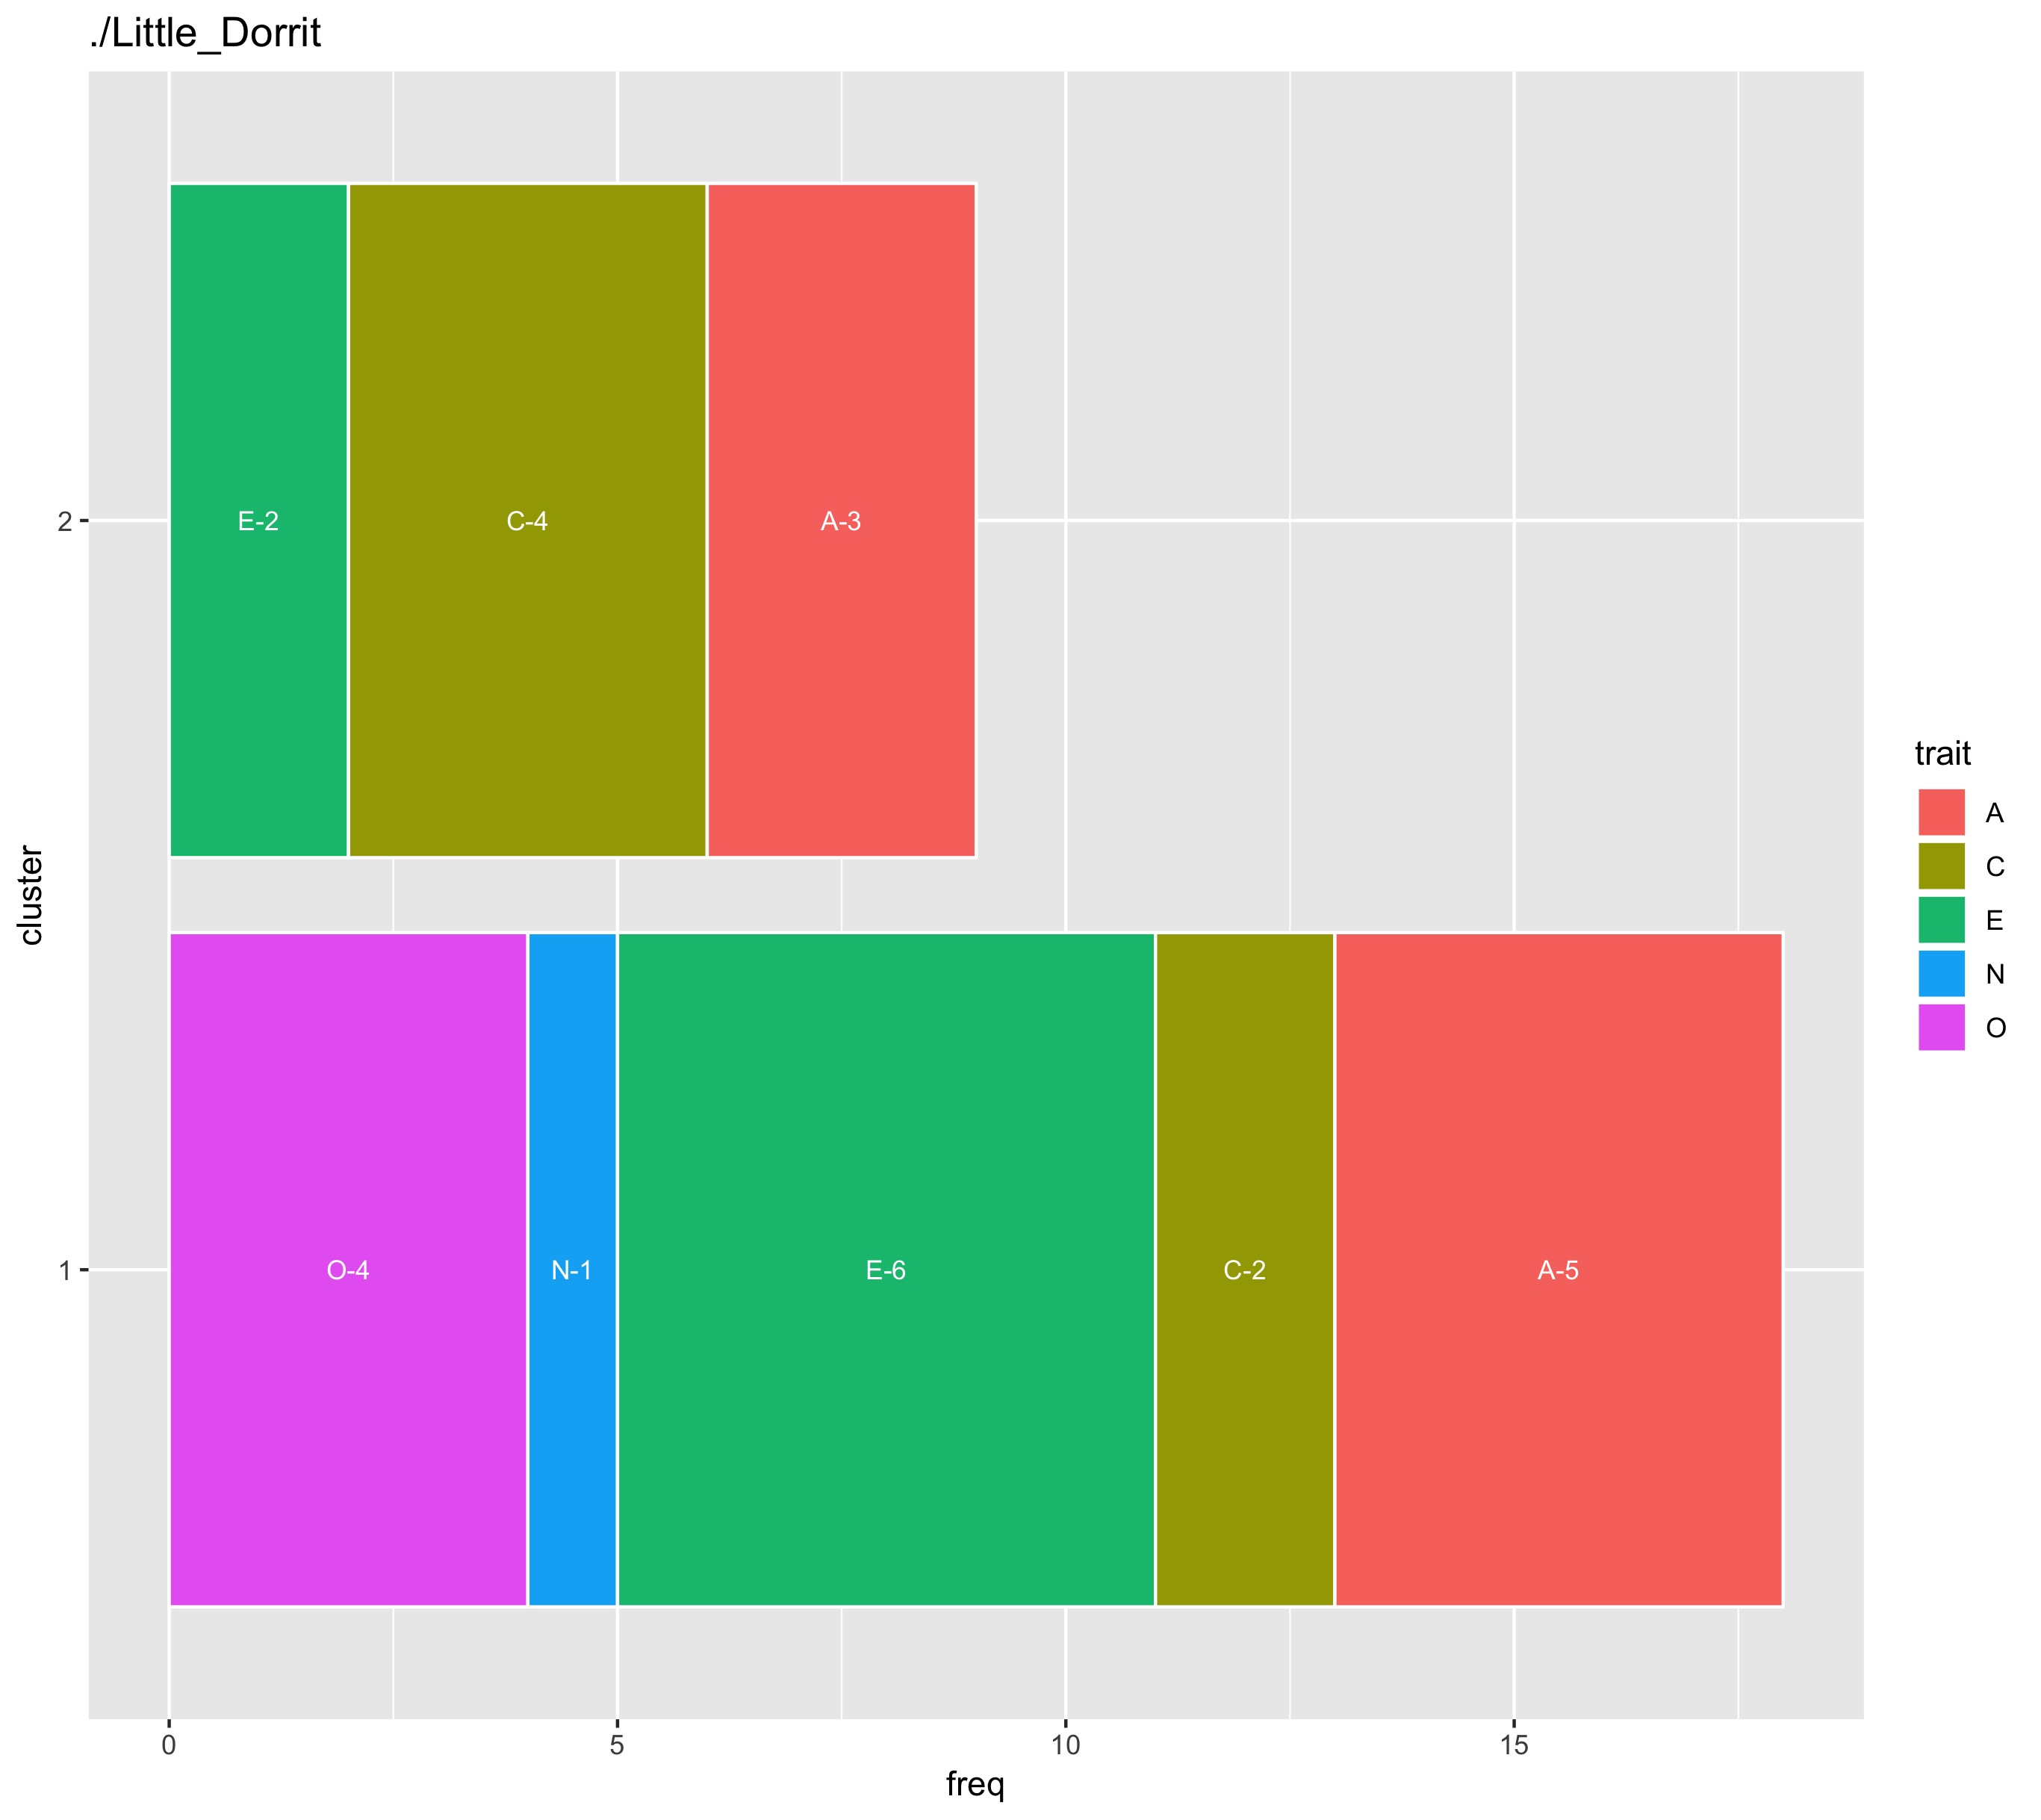 ./Little_Dorrit
2
E-2
C-4
A-3
cluster
1
O-4
N-1
E-6
C-2
A-5
0
5
10
15
freq
trait
A
C
E
N
O